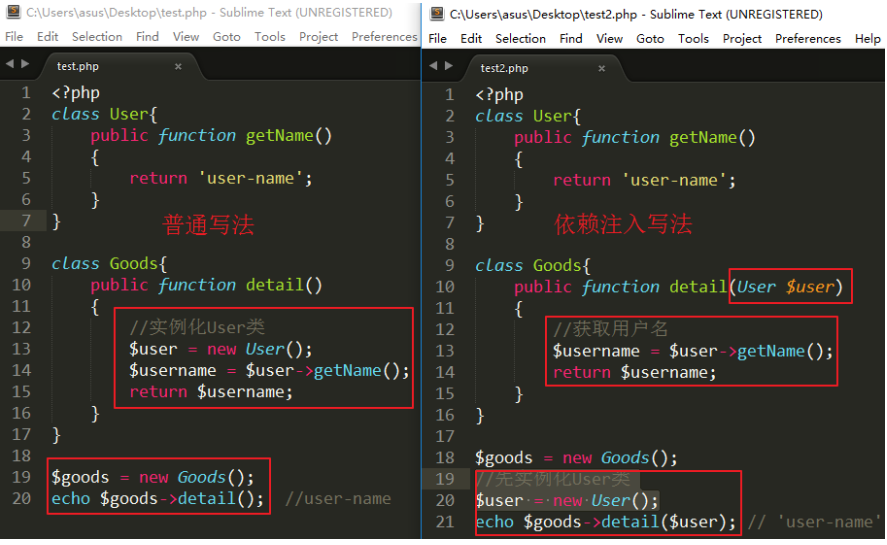 C:\Users\asus\Desktop\test.php - Sublime Text (UNREGISTERED)
File Edit Selection Find View Goto Tools Project Preferences
test.php ×
1 <?php
2 class User{
3 public function getName()
4 {
5 return 'user-name';
6 }
7 }
普通写法
8
9 class Goods{
10 public function detail()
11 {
12 //实例化User类
13 $user = new User();
14 $username = $user->getName();
15 return $username;
16 }
17 }
18
19 $goods = new Goods();
20 echo $goods->detail(); //user-name
C:\Users\asus\Desktop\test2.php - Sublime Text (UNREGISTERED)
File Edit Selection Find View Goto Tools Project Preferences Help
test2.php ×
1 <?php
2 class User{
3 public function getName()
4 {
5 return 'user-name';
6 }
7 }
依赖注入写法
8
9 class Goods{
10 public function detail(User $user)
11 {
12 //获取用户名
13 $username = $user->getName();
14 return $username;
15 }
16 }
17
18 $goods = new Goods();
19 //先实例化User类
20 $user = new User();
21 echo $goods->detail($user); // 'user-name'